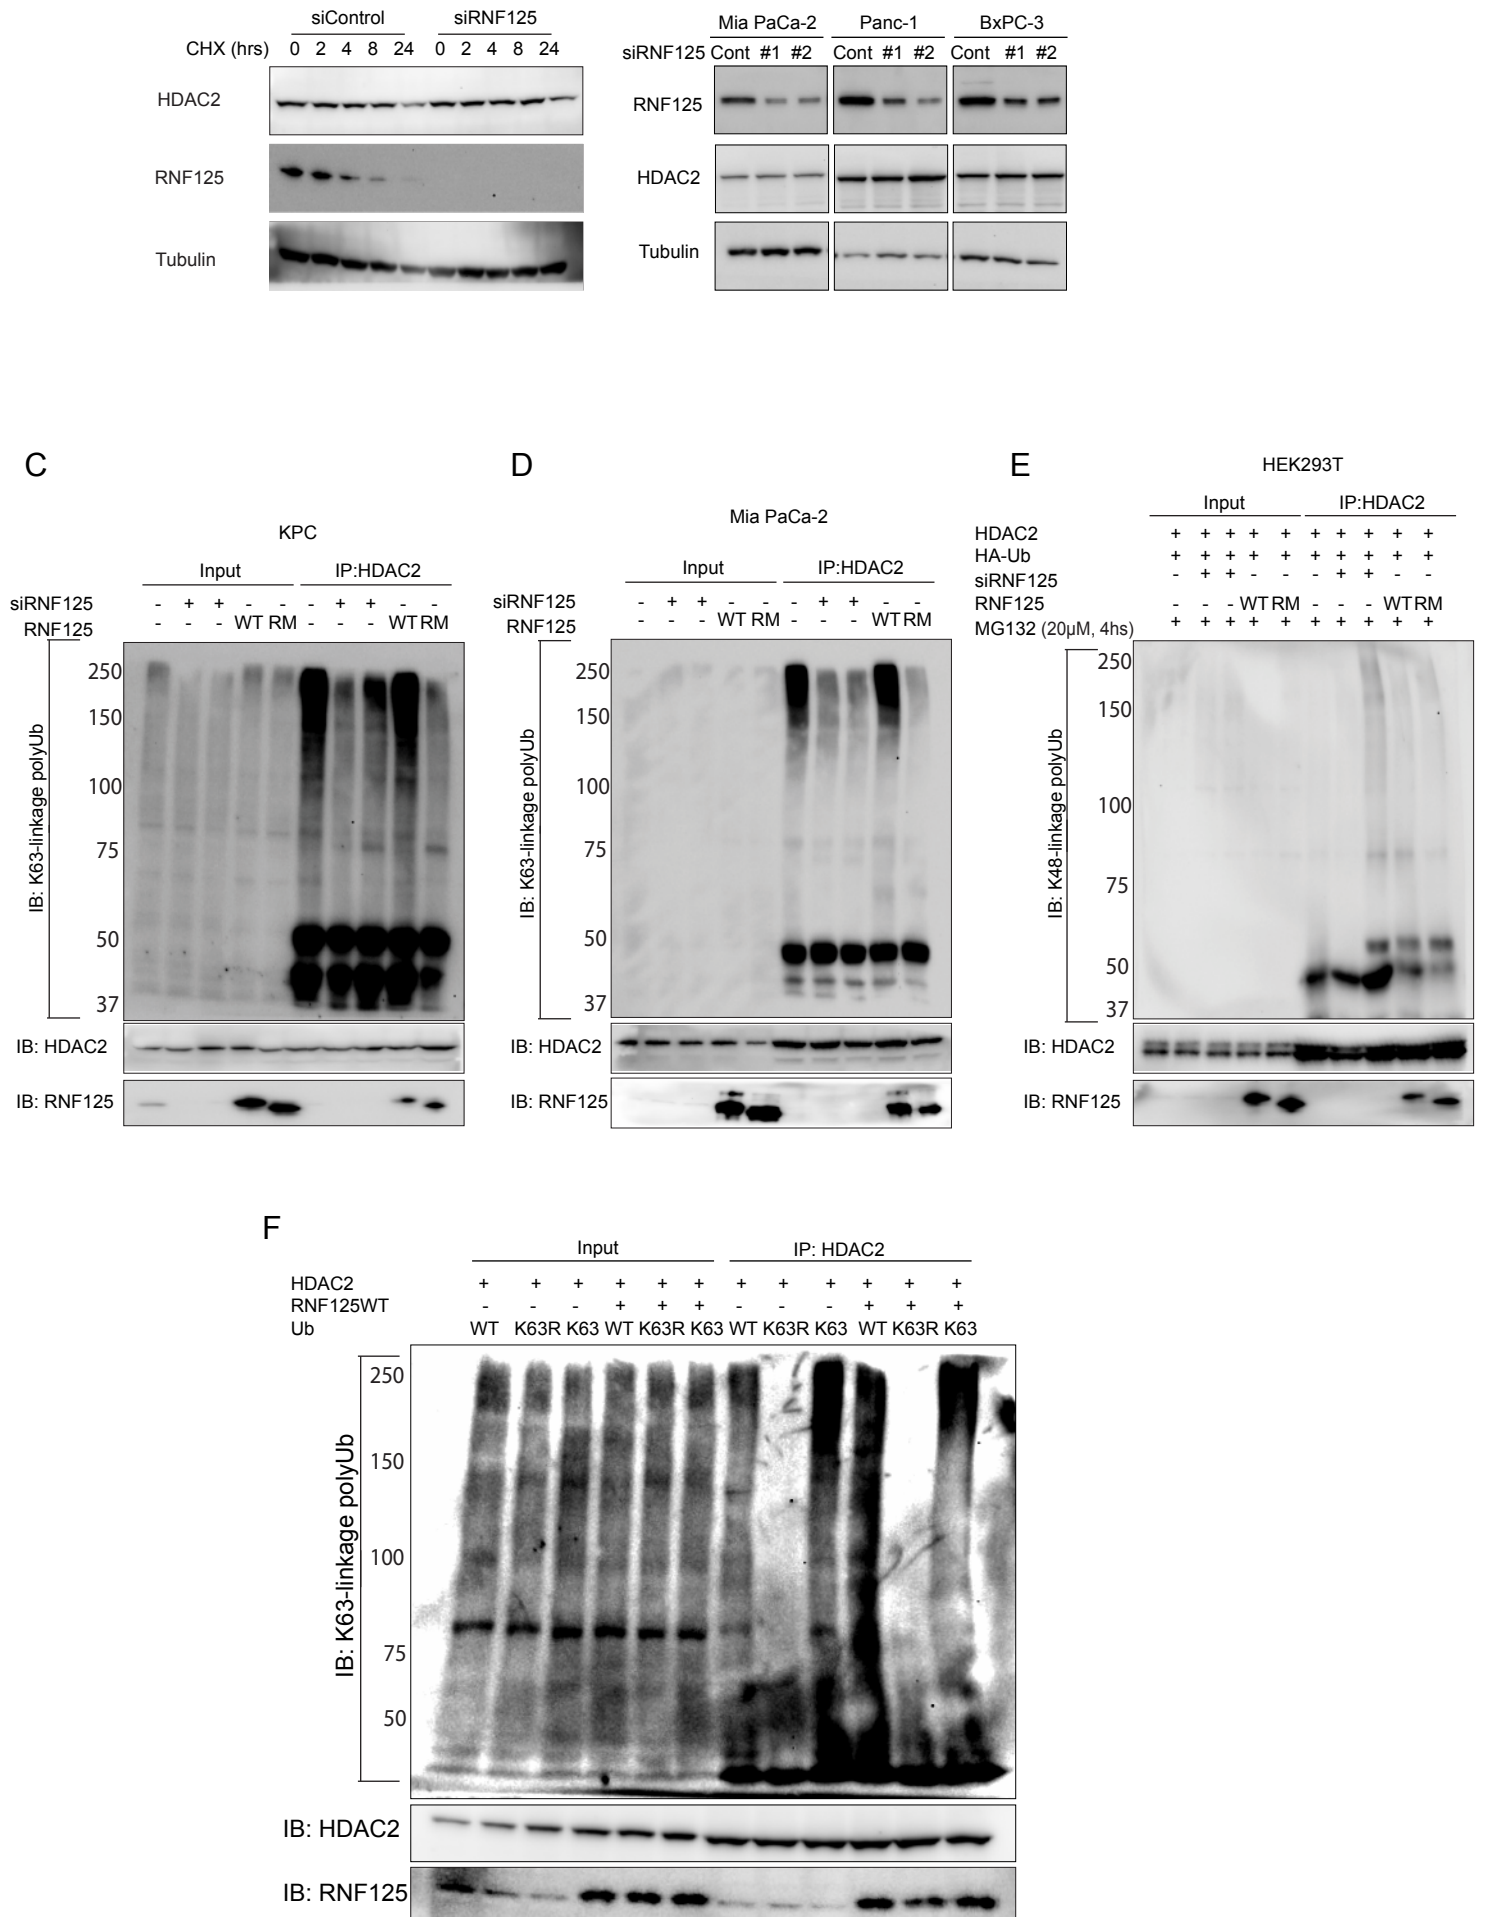 siControl siRNF125
CHX (hrs) 0 2 4 8 24 0 2 4 8 24
HDAC2
RNF125
Tubulin
Mia PaCa-2 Panc-1 BxPC-3
siRNF125 Cont #1 #2 Cont #1 #2 Cont #1 #2
RNF125
HDAC2
Tubulin
C
KPC
Input IP:HDAC2
siRNF125 - + + - - - + + - -
RNF125 - - - WT RM - - - WT RM
IB: K63-linkage polyUb
250
150
100
75
50
37
IB: HDAC2
IB: RNF125
D
Mia PaCa-2
Input IP:HDAC2
siRNF125 - + + - - - + + - -
RNF125 - - - WT RM - - - WT RM
IB: K63-linkage polyUb
250
150
100
75
50
37
IB: HDAC2
IB: RNF125
E
HEK293T
Input IP:HDAC2
HDAC2 + + + + + + + + + +
HA-Ub + + + + + + + + + +
siRNF125 - + + - - - + + - -
RNF125 - - - WT RM - - - WT RM
MG132 (20µM, 4hs) + + + + + + + + + +
IB: K48-linkage polyUb
250
150
100
75
50
37
IB: HDAC2
IB: RNF125
F
Input IP: HDAC2
HDAC2 + + + + + + + + + + + +
RNF125WT - - - + + + - - - + + +
Ub WT K63R K63 WT K63R K63 WT K63R K63 WT K63R K63
IB: K63-linkage polyUb
250
150
100
75
50
IB: HDAC2
IB: RNF125